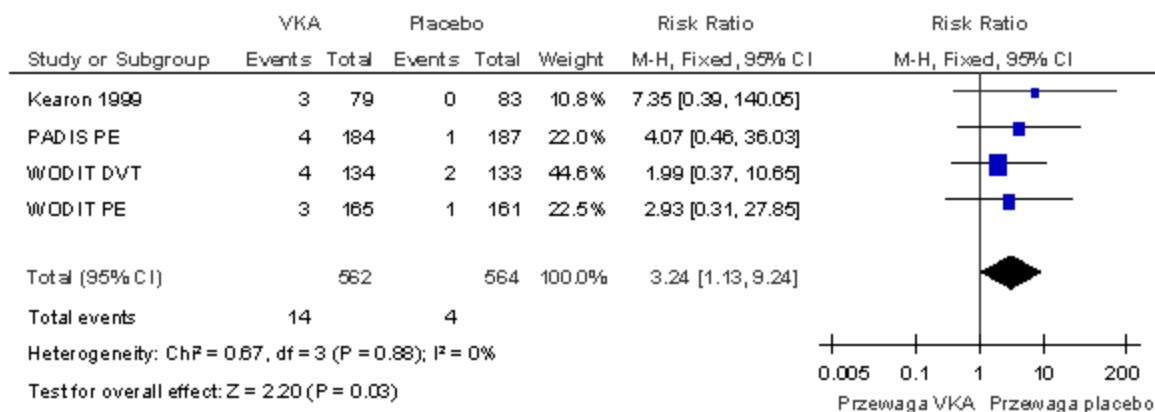 VKA Placebo Risk Ratio Risk Ratio
Study or Subgroup Events Total Events Total Weight M-H, Fixed, 95% CI M-H, Fixed, 95% CI
Kearon 1999 3 79 0 83 10.8% 7.35 [0.39, 140.05]
PADIS PE 4 184 1 187 22.0% 4.07 [0.46, 36.03]
WODIT DVT 4 134 2 133 44.6% 1.99 [0.37, 10.65]
WODIT PE 3 165 1 161 22.5% 2.93 [0.31, 27.85]
Total (95% CI) 562 564 100.0% 3.24 [1.13, 9.24]
Total events 14 4
Heterogeneity: Chi² = 0.67, df = 3 (P = 0.88); I² = 0%
Test for overall effect: Z = 2.20 (P = 0.03)
0.005 0.1 1 10 200
Przewaga VKA Przewaga placebo